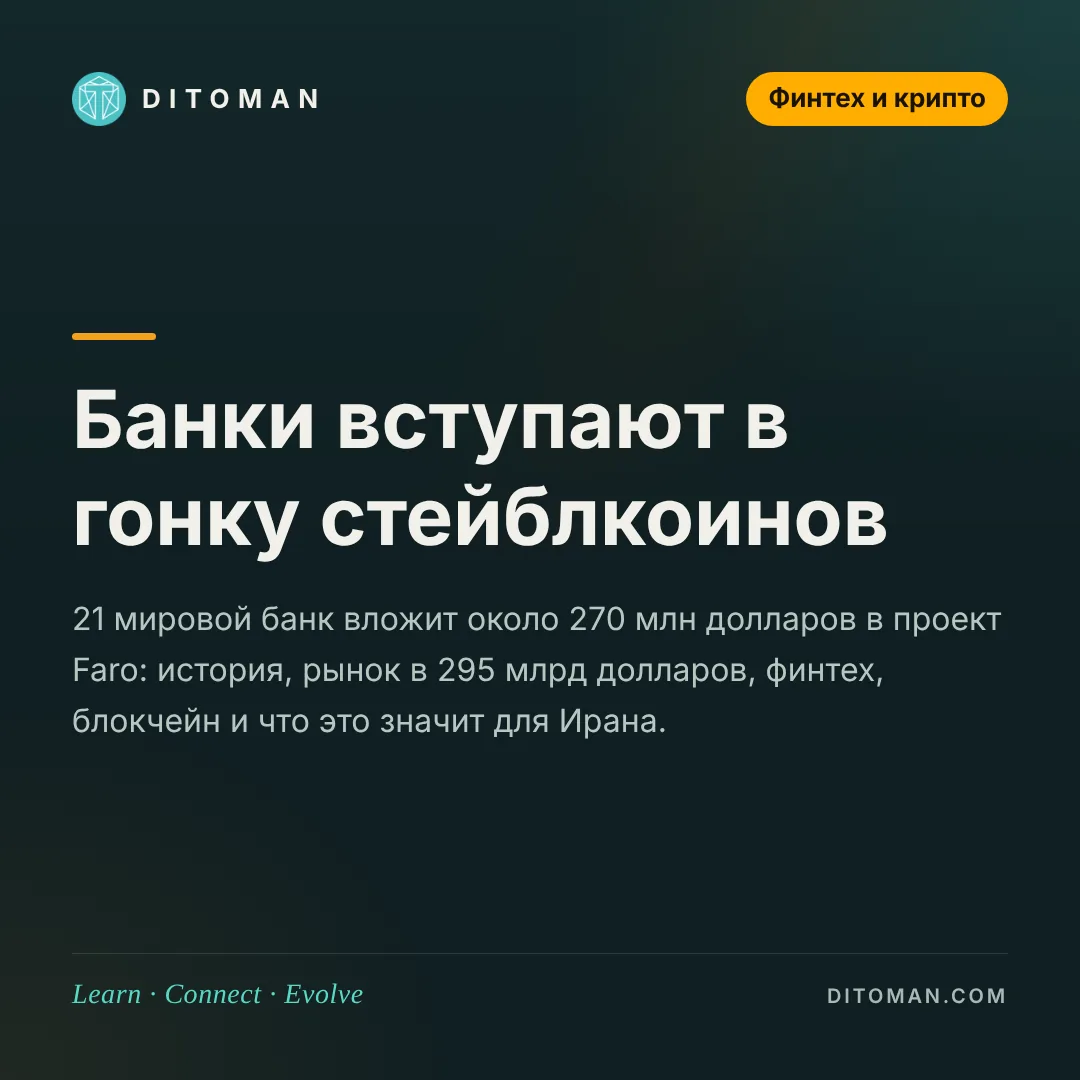 DITOMAN
Финтех и крипто
Банки вступают в
гонку стейблкоинов
21 мировой банк вложит около 270 млн долларов в проект
Faro: история, рынок в 295 млрд долларов, финтех,
блокчейн и что это значит для Ирана.
Learn · Connect · Evolve
DITOMAN.COM